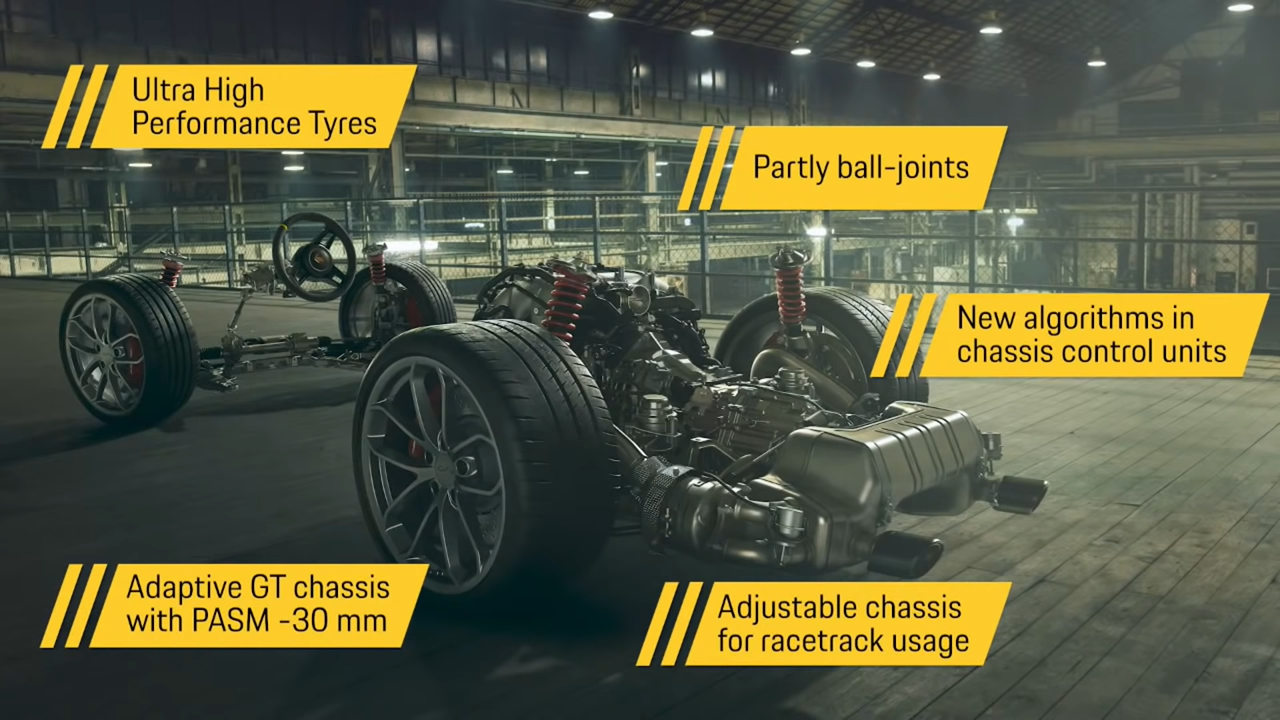 Ultra High
Performance Tyres
Partly ball-joints
New algorithms in
chassis control units
Adaptive GT chassis
with PASM -30 mm
Adjustable chassis
for racetrack usage